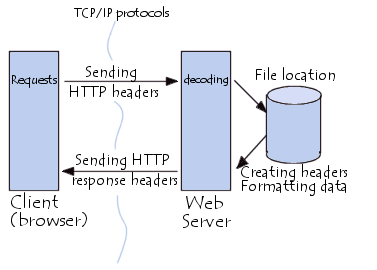 TCP/IP protocols
Requests
Sending
HTTP headers
decoding
File location
Sending HTTP
response headers
Creating headers
Formatting data
Client
(browser)
Web
Server